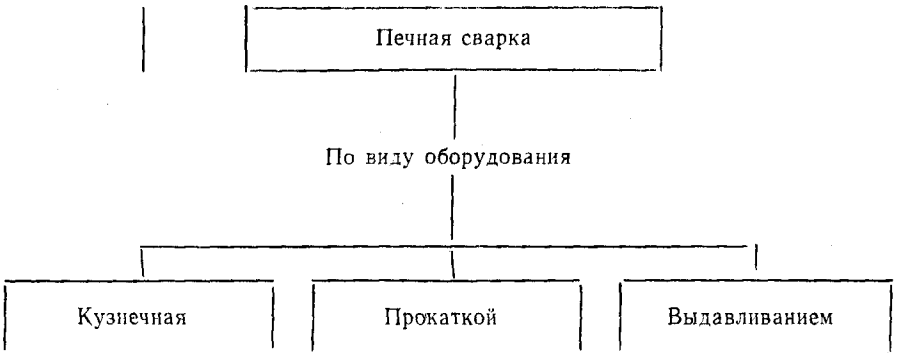 Печная сварка
По виду оборудования
Кузнечная
Прокаткой
Выдавливанием